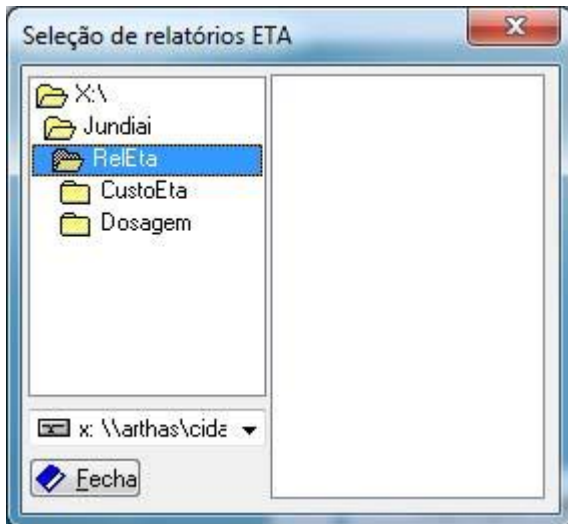 Seleção de relatórios ETA
X:\
Jundiai
RelEta
CustoEta
Dosagem
x: \\arthas\cida
Fecha